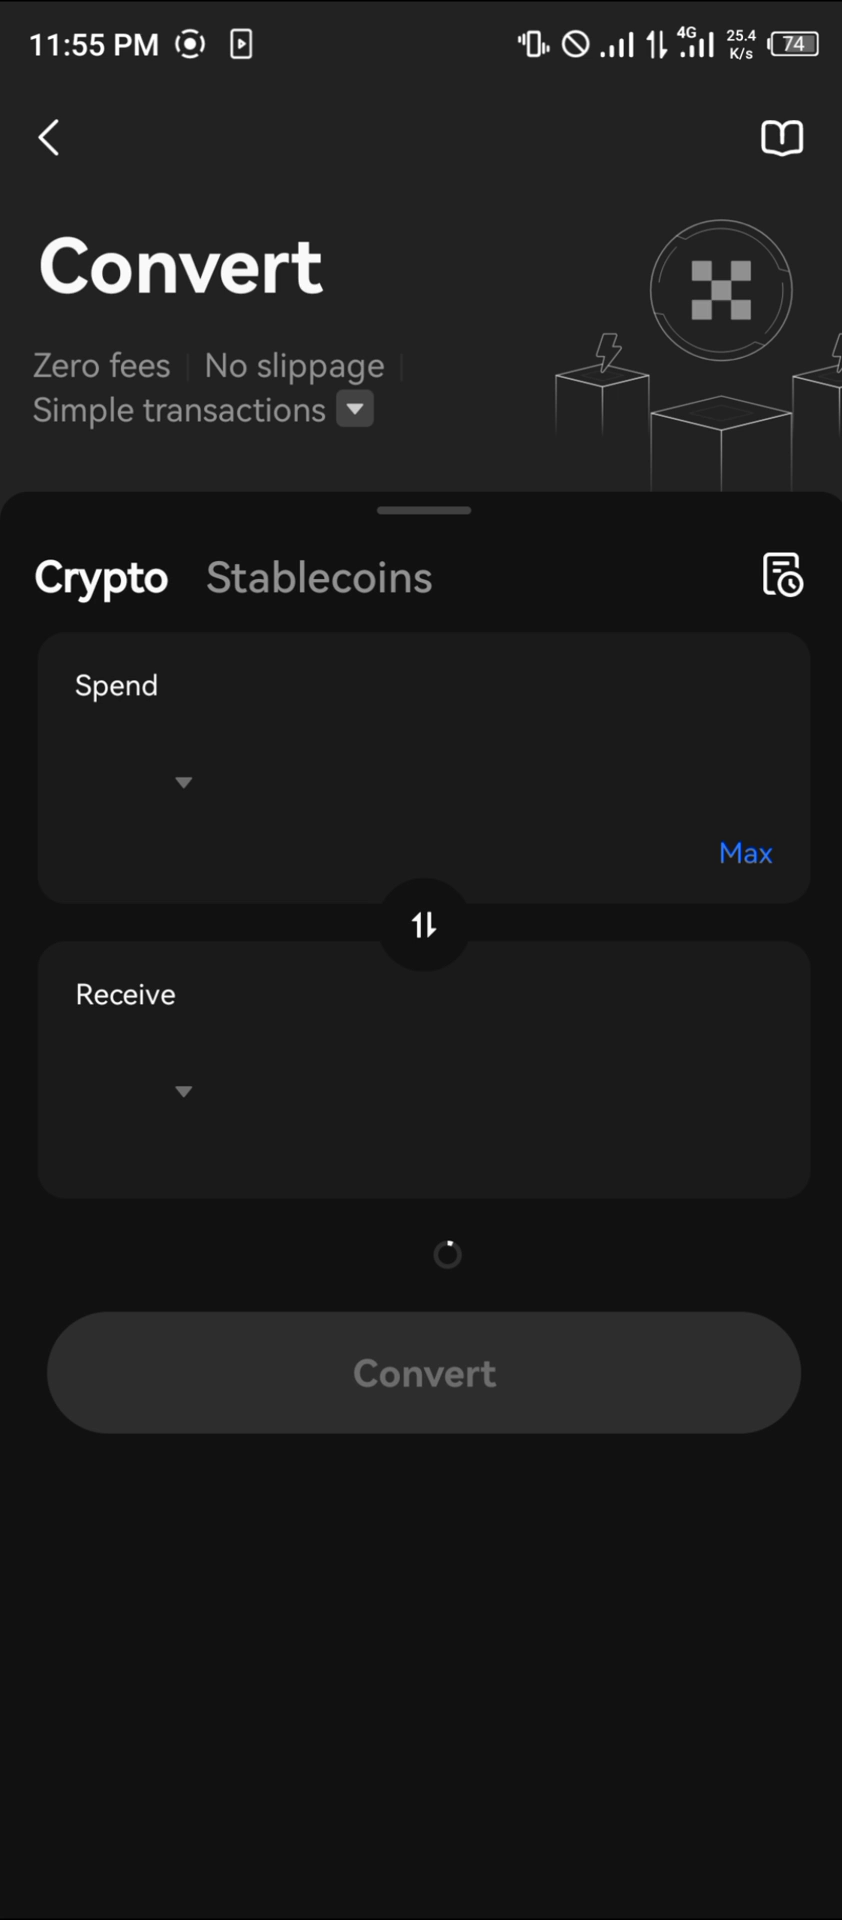 11:55 PM 4G 25.4 K/s 74
Convert
Zero fees No slippage
Simple transactions
Crypto Stablecoins
Spend
Max
Receive
Convert